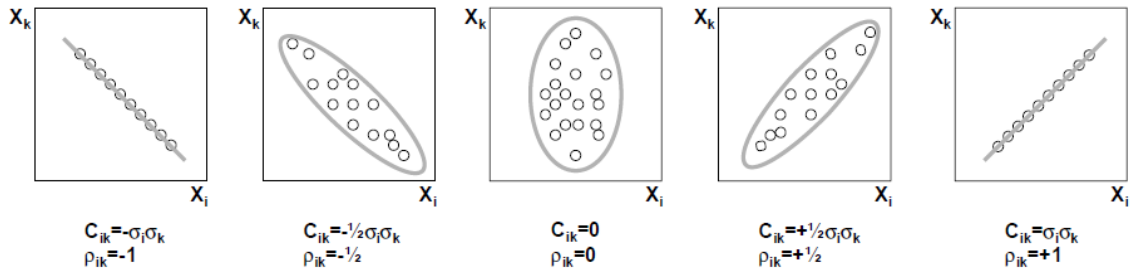 Xk
Xi
Cik=-σiσk
ρik=-1
Xk
Xi
Cik=-½σiσk
ρik=-½
Xk
Xi
Cik=0
ρik=0
Xk
Xi
Cik=+½σiσk
ρik=+½
Xk
Xi
Cik=σiσk
ρik=+1